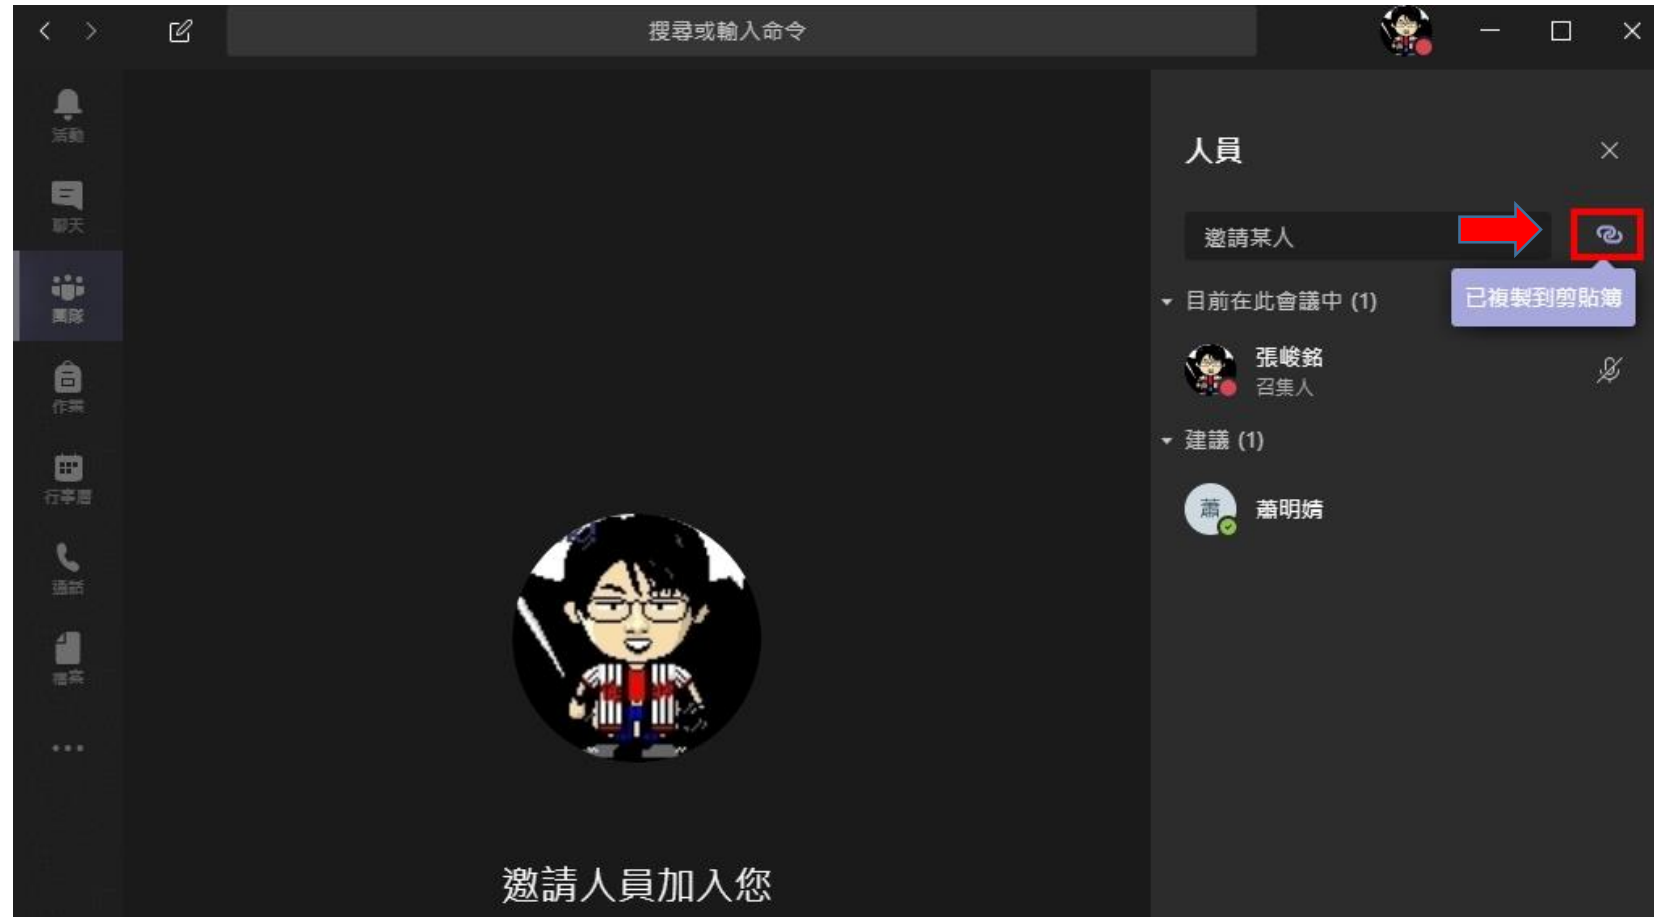 搜尋或輸入命令
活動
聊天
團隊
作業
行事曆
通話
檔案
人員
邀請某人
已複製到剪貼簿
目前在此會議中 (1)
張峻銘
召集人
建議 (1)
蕭
蕭明婧
邀請人員加入您